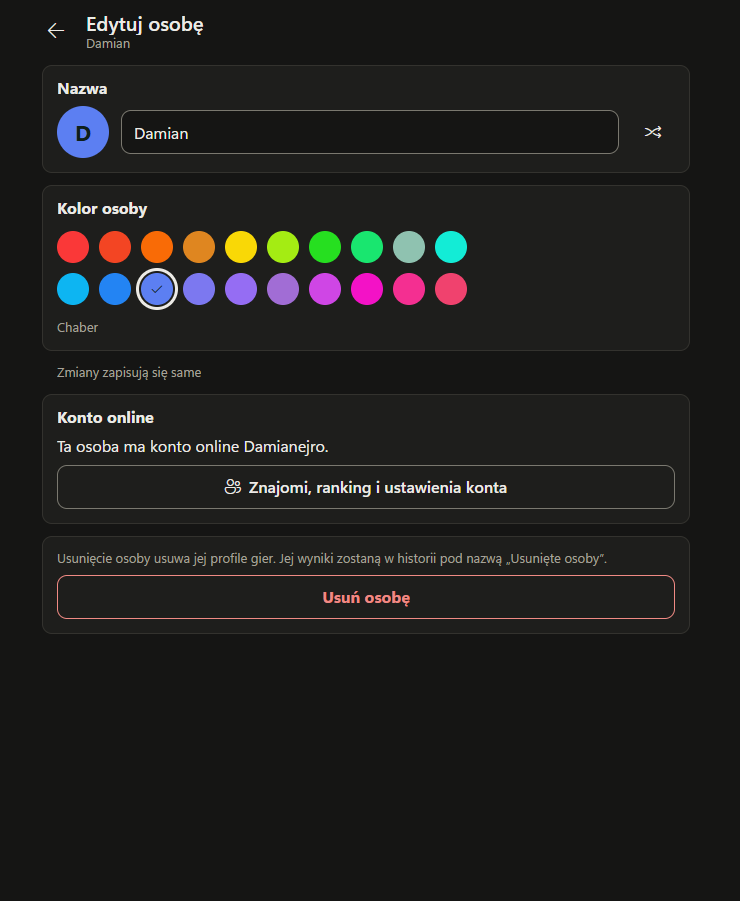 Edytuj osobę
Damian
Nazwa
D
Damian
Kolor osoby
Chaber
Zmiany zapisują się same
Konto online
Ta osoba ma konto online Damianejro.
Znajomi, ranking i ustawienia konta
Usunięcie osoby usuwa jej profile gier. Jej wyniki zostaną w historii pod nazwą „Usunięte osoby”.
Usuń osobę